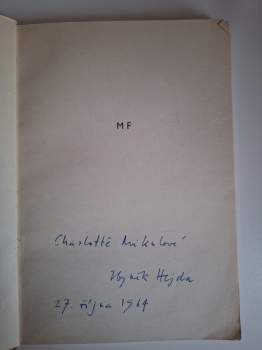 MF
Charlottě Mikulové
Zbyněk Hejda
27. října 1964